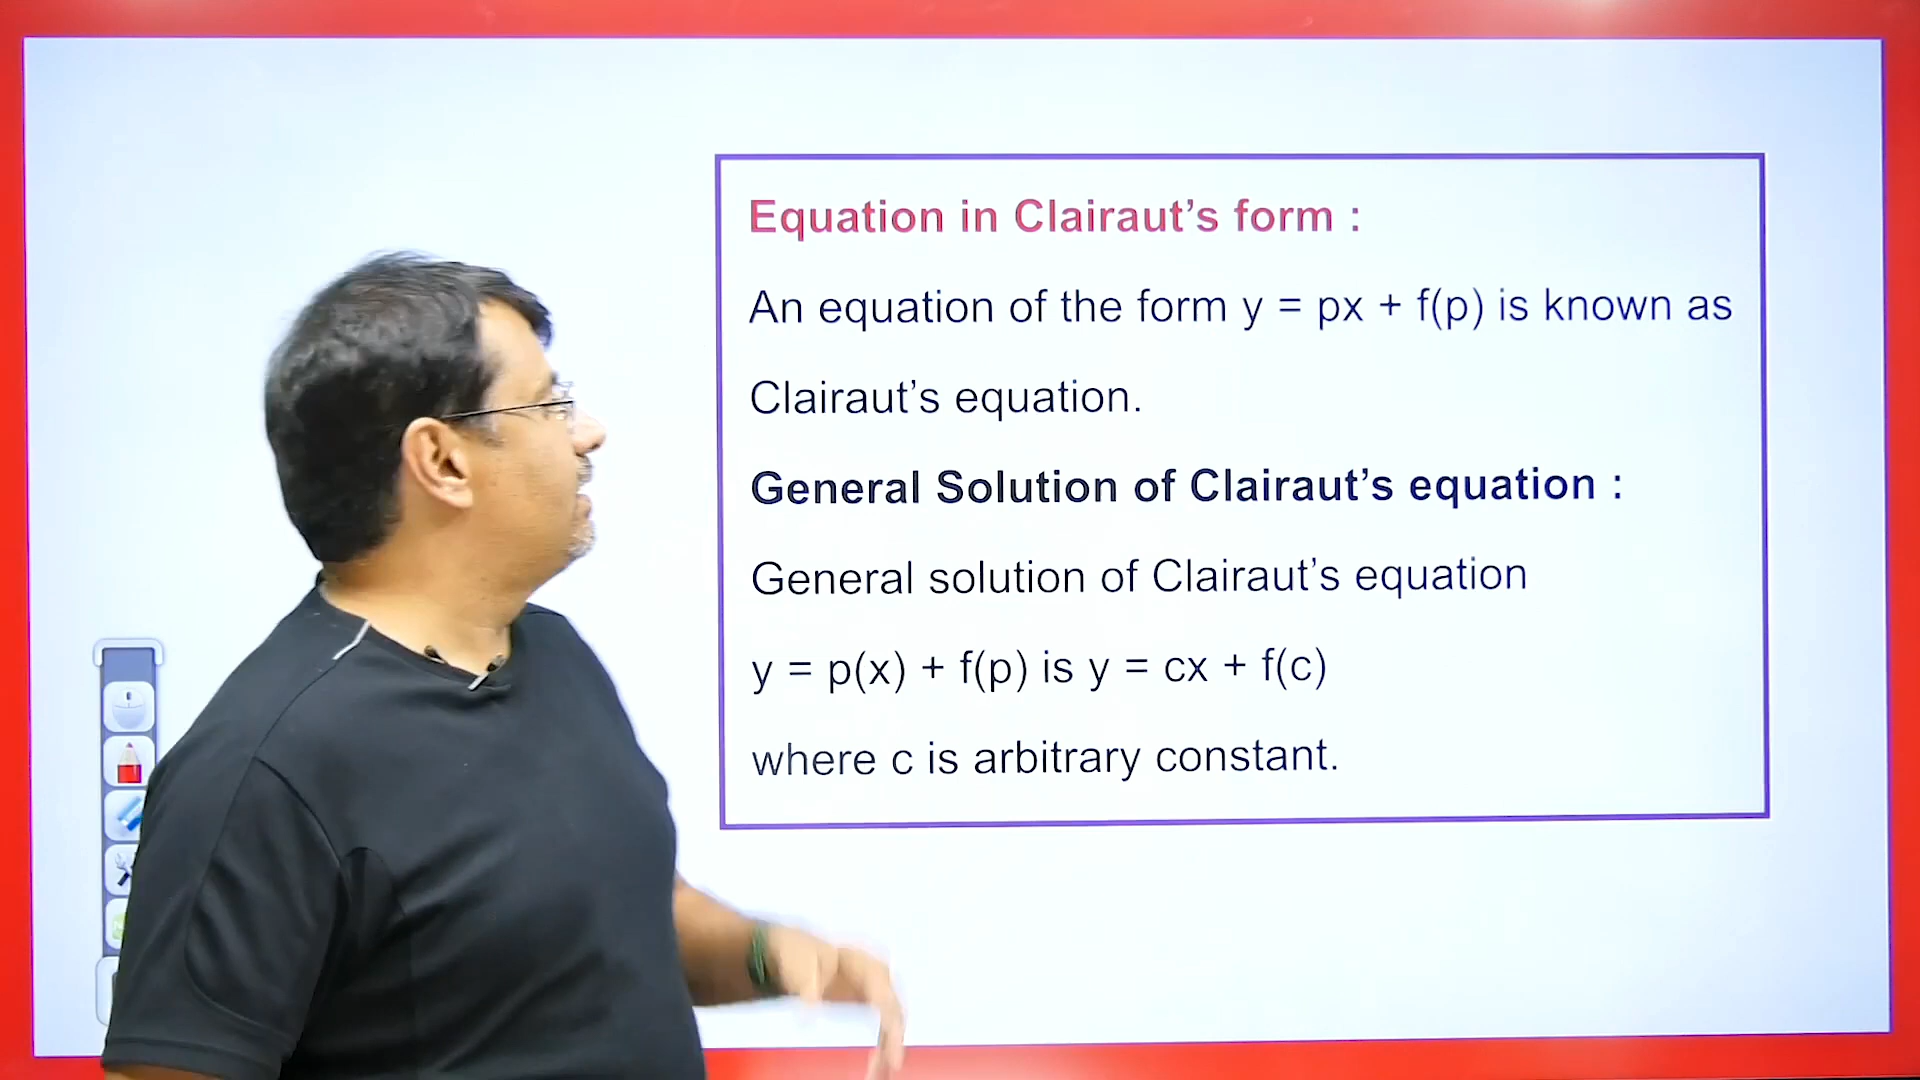 Equation in Clairaut’s form :
An equation of the form y = px + f(p) is known as
Clairaut’s equation.
General Solution of Clairaut’s equation :
General solution of Clairaut’s equation
y = p(x) + f(p) is y = cx + f(c)
where c is arbitrary constant.